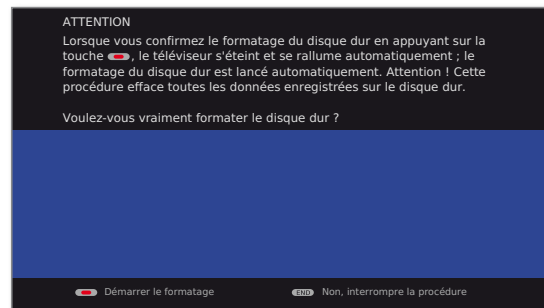 ATTENTION
Lorsque vous confirmez le formatage du disque dur en appuyant sur la
touche , le téléviseur s'éteint et se rallume automatiquement ; le
formatage du disque dur est lancé automatiquement. Attention ! Cette
procédure efface toutes les données enregistrées sur le disque dur.
Voulez-vous vraiment formater le disque dur ?
Démarrer le formatage
END Non, interrompre la procédure